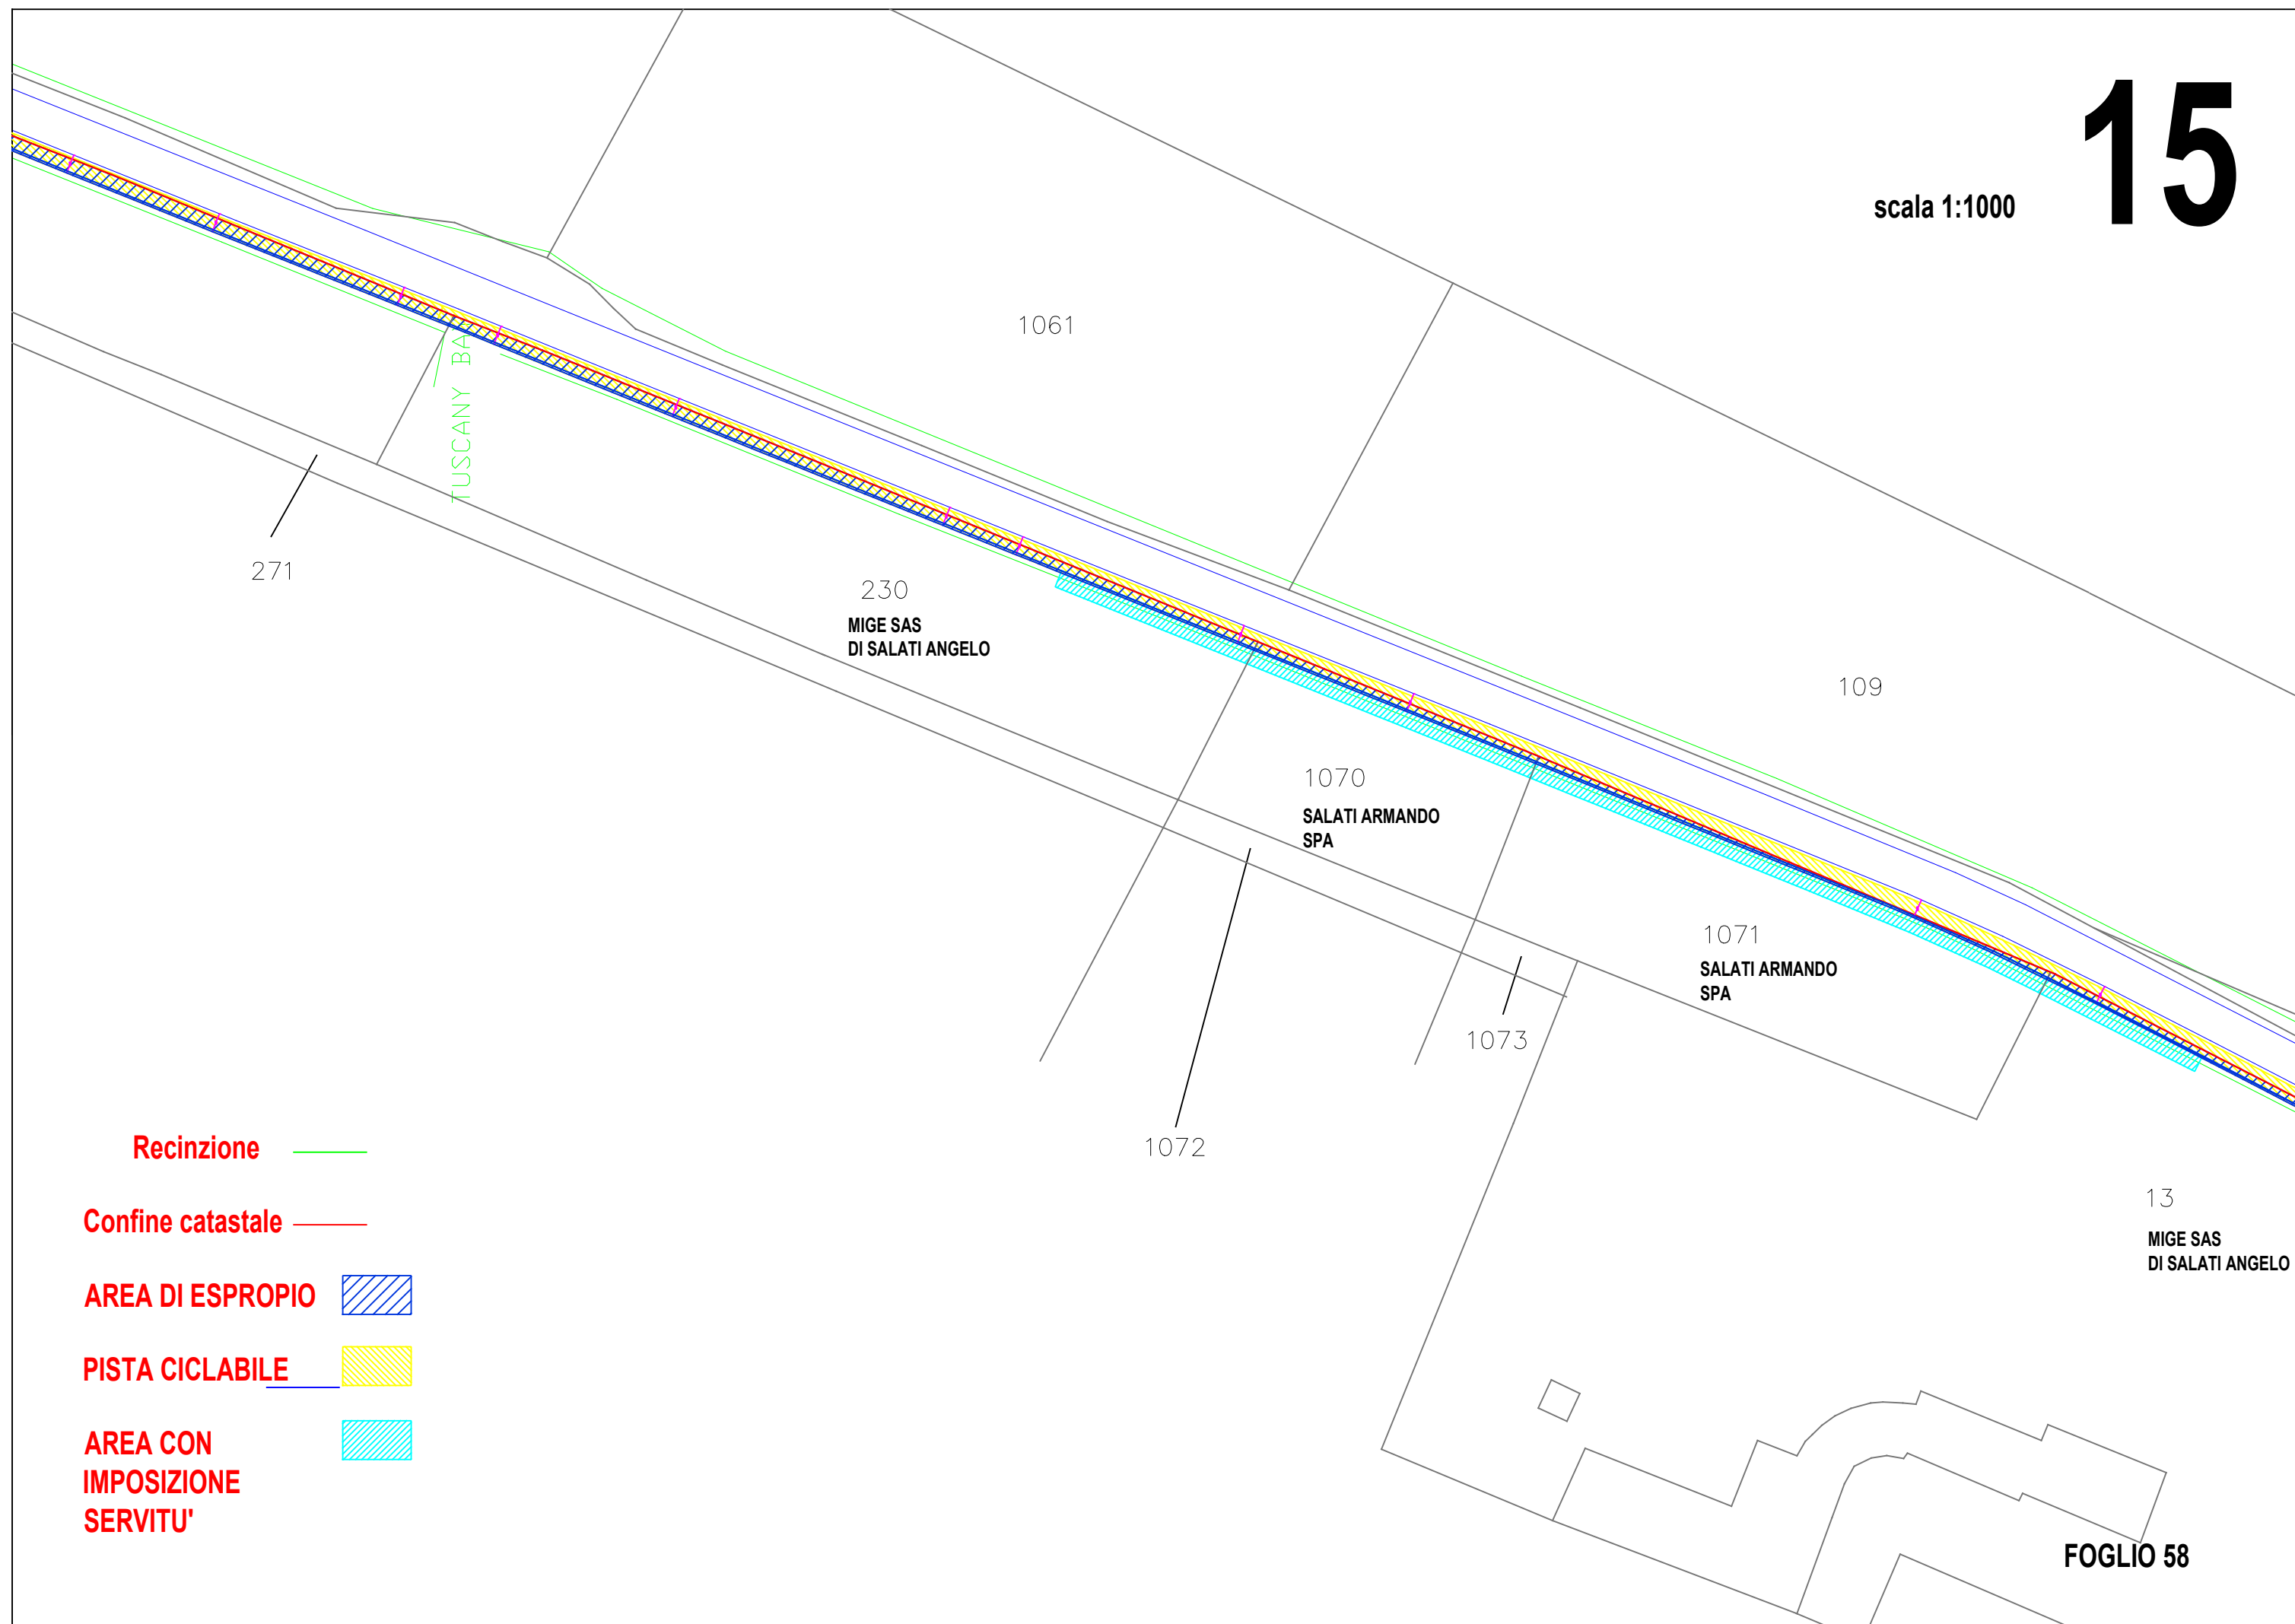 15
scala 1:1000
1061
TUSCANY BA
271
230
MIGE SAS
DI SALATI ANGELO
109
1070
SALATI ARMANDO
SPA
1071
SALATI ARMANDO
SPA
1073
1072
13
MIGE SAS
DI SALATI ANGELO
Recinzione
Confine catastale
AREA DI ESPROPIO
PISTA CICLABILE
AREA CON
IMPOSIZIONE
SERVITU'
FOGLIO 58